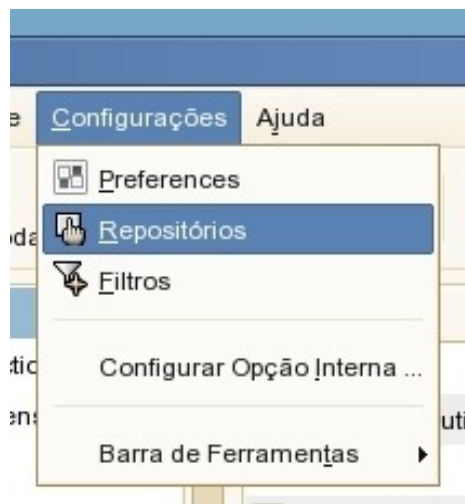 Configurações Ajuda
Preferences
Repositórios
Filtros
Configurar Opção Interna ...
Barra de Ferramentas